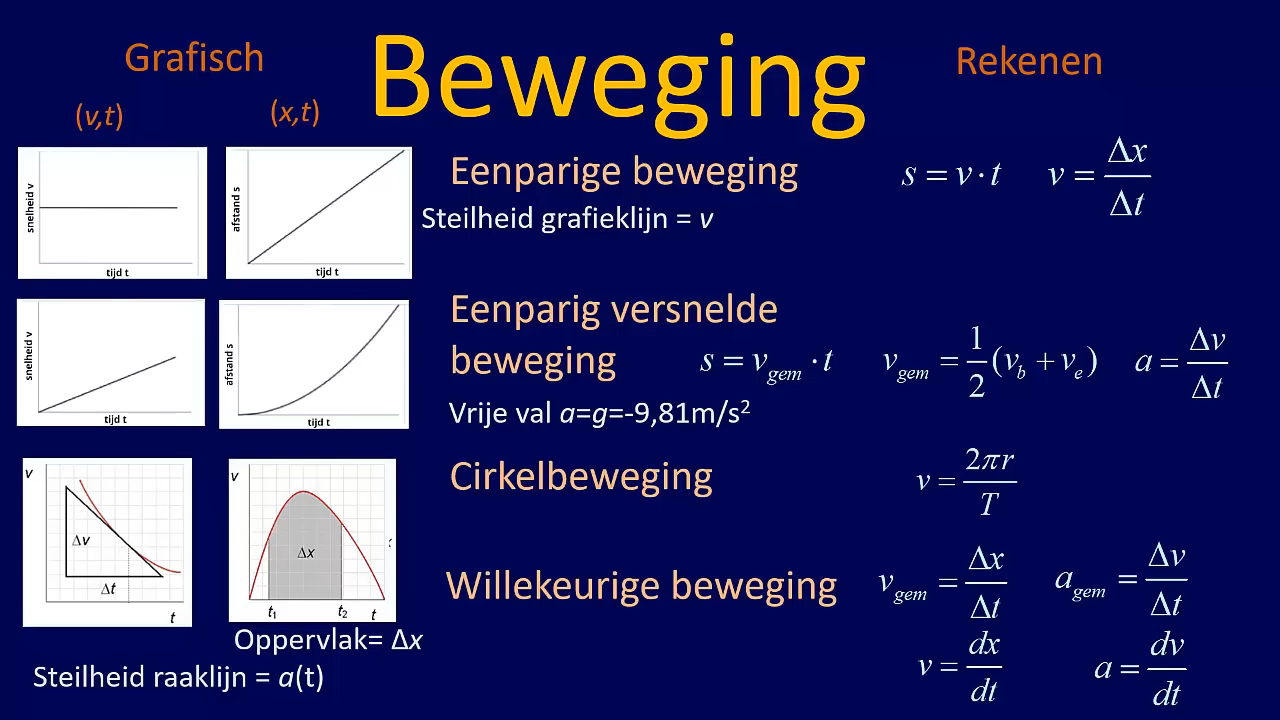 Grafisch
Beweging
Rekenen
(v,t)
(x,t)
snelheid v
tijd t
afstand s
tijd t
Eenparige beweging
Steilheid grafieklijn = v
s = v · t
v = Δx / Δt
snelheid v
tijd t
afstand s
tijd t
Eenparig versnelde
beweging
s = v_gem · t
v_gem = 1/2 (v_b + v_e)
a = Δv / Δt
Vrije val a=g=-9,81m/s²
v
Δv
Δt
t
v
Δx
t₁
t₂
t
Cirkelbeweging
v = 2πr / T
Willekeurige beweging
v_gem = Δx / Δt
a_gem = Δv / Δt
Oppervlak= Δx
Steilheid raaklijn = a(t)
v = dx / dt
a = dv / dt